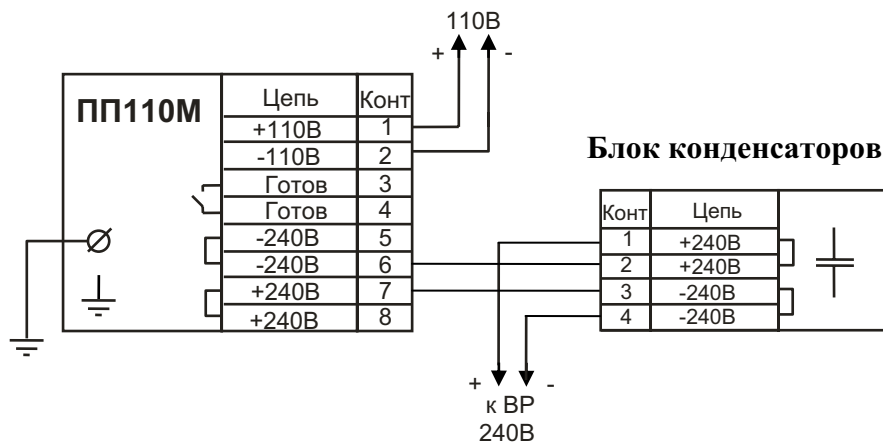 110В
+ -
ПП110М
Цепь Конт
+110В 1
-110В 2
Готов 3
Готов 4
-240В 5
-240В 6
+240В 7
+240В 8
Блок конденсаторов
Конт Цепь
1 +240В
2 +240В
3 -240В
4 -240В
+ -
к ВР
240В